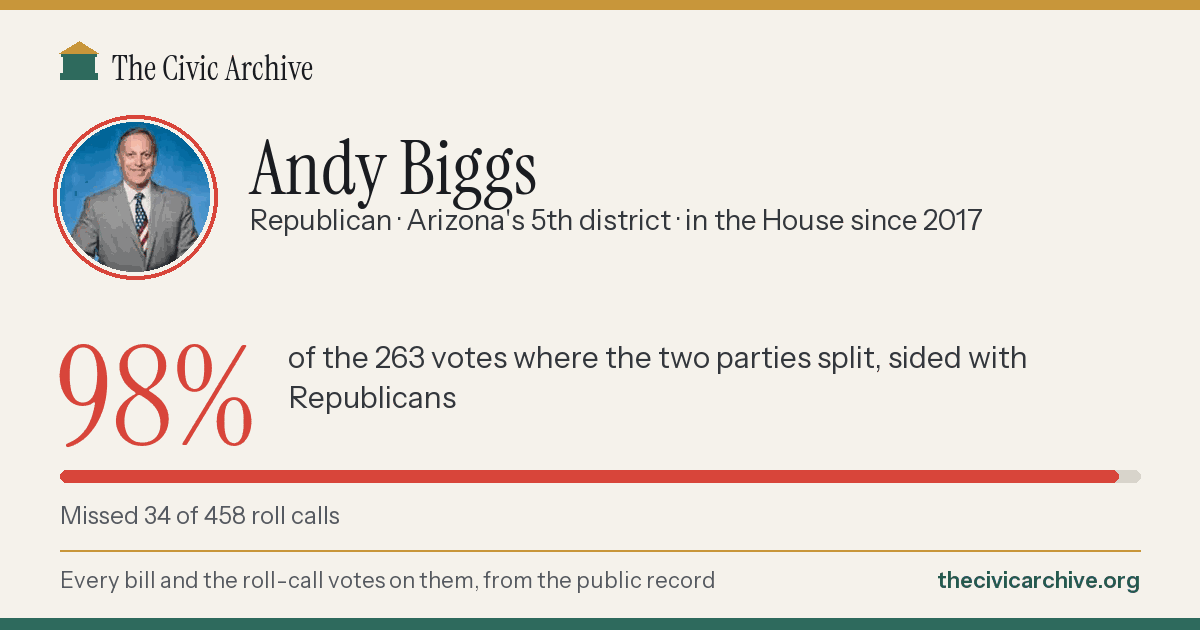 The Civic Archive
Andy Biggs
Republican · Arizona's 5th district · in the House since 2017
98%
of the 263 votes where the two parties split, sided with
Republicans
Missed 34 of 458 roll calls
Every bill and the roll-call votes on them, from the public record
thecivicarchive.org